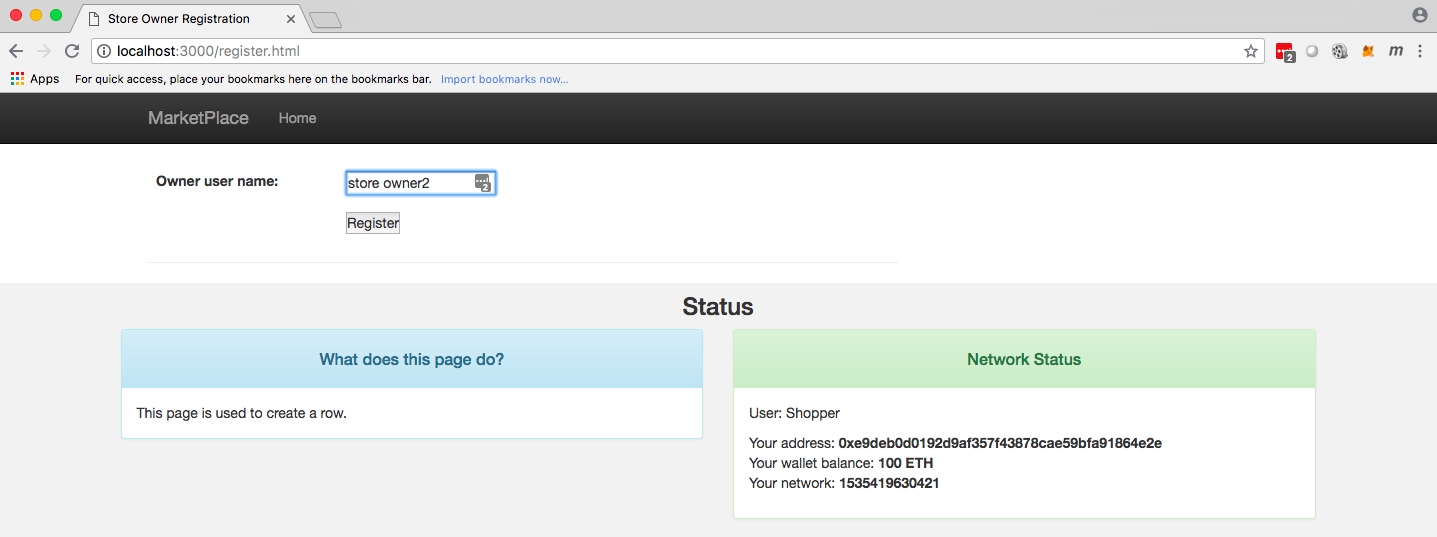 Store Owner Registration
localhost:3000/register.html
2
m
Apps For quick access, place your bookmarks here on the bookmarks bar. Import bookmarks now...
MarketPlace Home
Owner user name: store owner2 2
Register
Status
What does this page do?
This page is used to create a row.
Network Status
User: Shopper
Your address: 0xe9deb0d0192d9af357f43878cae59bfa91864e2e
Your wallet balance: 100 ETH
Your network: 1535419630421